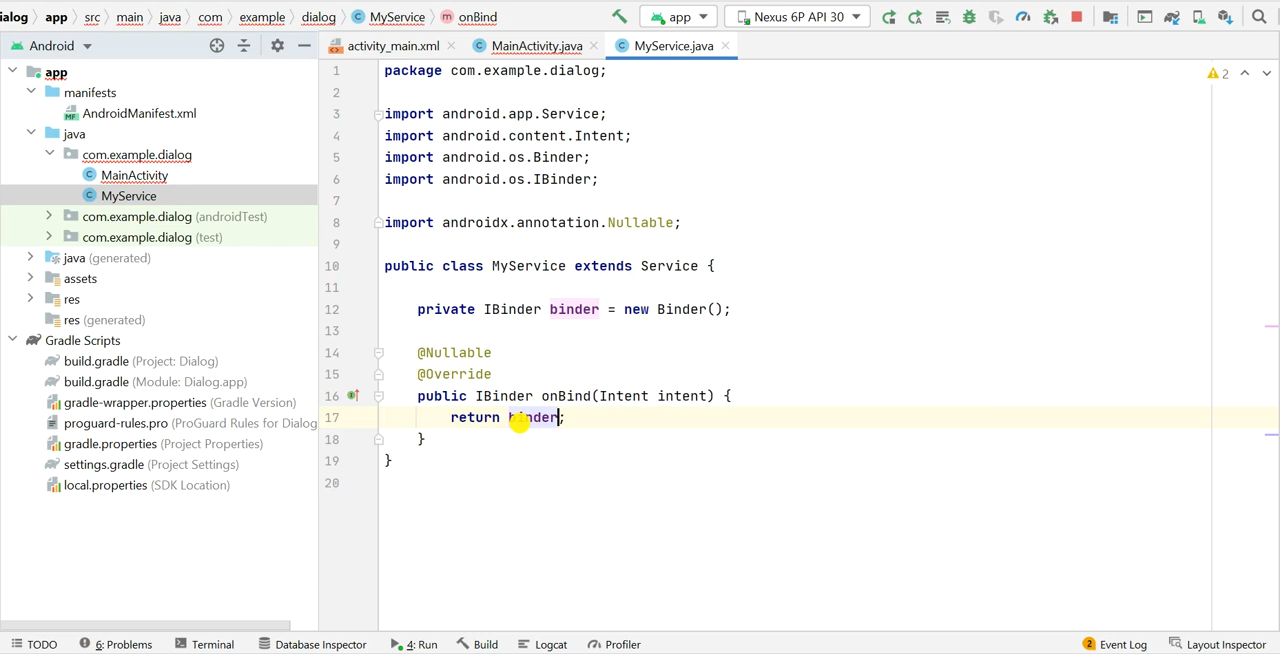 ialog app src main java com example dialog MyService onBind app Nexus 6P API 30
Android activity_main.xml MainActivity.java MyService.java
app
manifests
AndroidManifest.xml
java
com.example.dialog
MainActivity
MyService
com.example.dialog (androidTest)
com.example.dialog (test)
java (generated)
assets
res
res (generated)
Gradle Scripts
build.gradle (Project: Dialog)
build.gradle (Module: Dialog.app)
gradle-wrapper.properties (Gradle Version)
proguard-rules.pro (ProGuard Rules for Dialog
gradle.properties (Project Properties)
settings.gradle (Project Settings)
local.properties (SDK Location)
2
1 package com.example.dialog;
2
3 import android.app.Service;
4 import android.content.Intent;
5 import android.os.Binder;
6 import android.os.IBinder;
7
8 import androidx.annotation.Nullable;
9
10 public class MyService extends Service {
11
12 private IBinder binder = new Binder();
13
14 @Nullable
15 @Override
16 public IBinder onBind(Intent intent) {
17 return binder;
18 }
19 }
20
TODO 6: Problems Terminal Database Inspector 4: Run Build Logcat Profiler 2 Event Log Layout Inspector